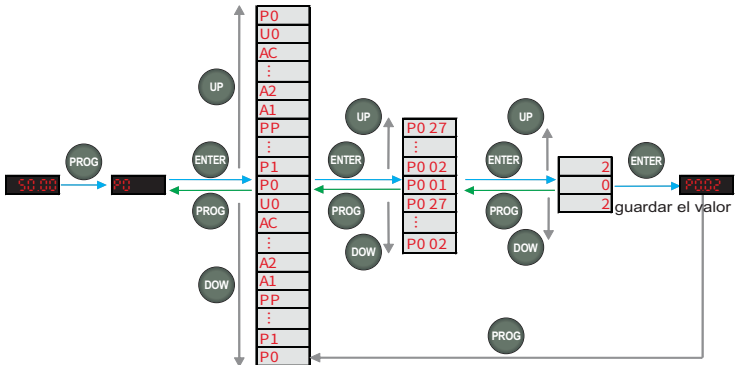 50.00
PROG
P0
ENTER
PROG
UP
DOW
P0
U0
AC
⋮
A2
A1
PP
⋮
P1
P0
U0
AC
⋮
A2
A1
PP
⋮
P1
P0
ENTER
PROG
UP
DOW
P0 27
⋮
P0 02
P0 01
P0 27
⋮
P0 02
ENTER
PROG
UP
DOW
2
0
2
ENTER
guardar el valor
P0.02
PROG